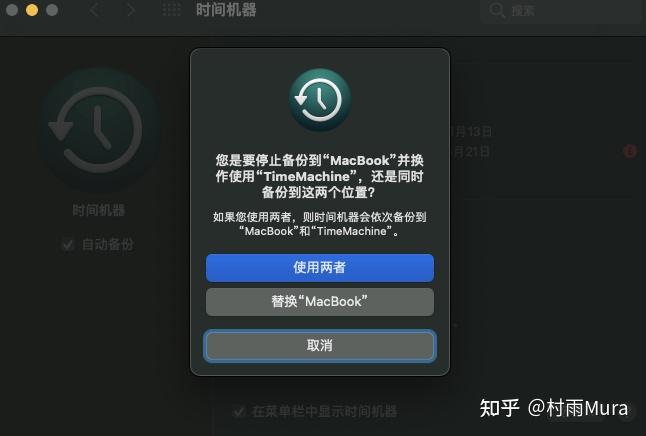 时间机器
搜索
1月13日
月21日
时间机器
自动备份
您是要停止备份到“MacBook”并换
操作使用“TimeMachine”，还是同时
备份到这两个位置？
如果您使用两者，则时间机器会依次备份到
“MacBook”和“TimeMachine”。
使用两者
替换“MacBook”
取消
在菜单栏中显示时间机器
知乎 @村雨Mura